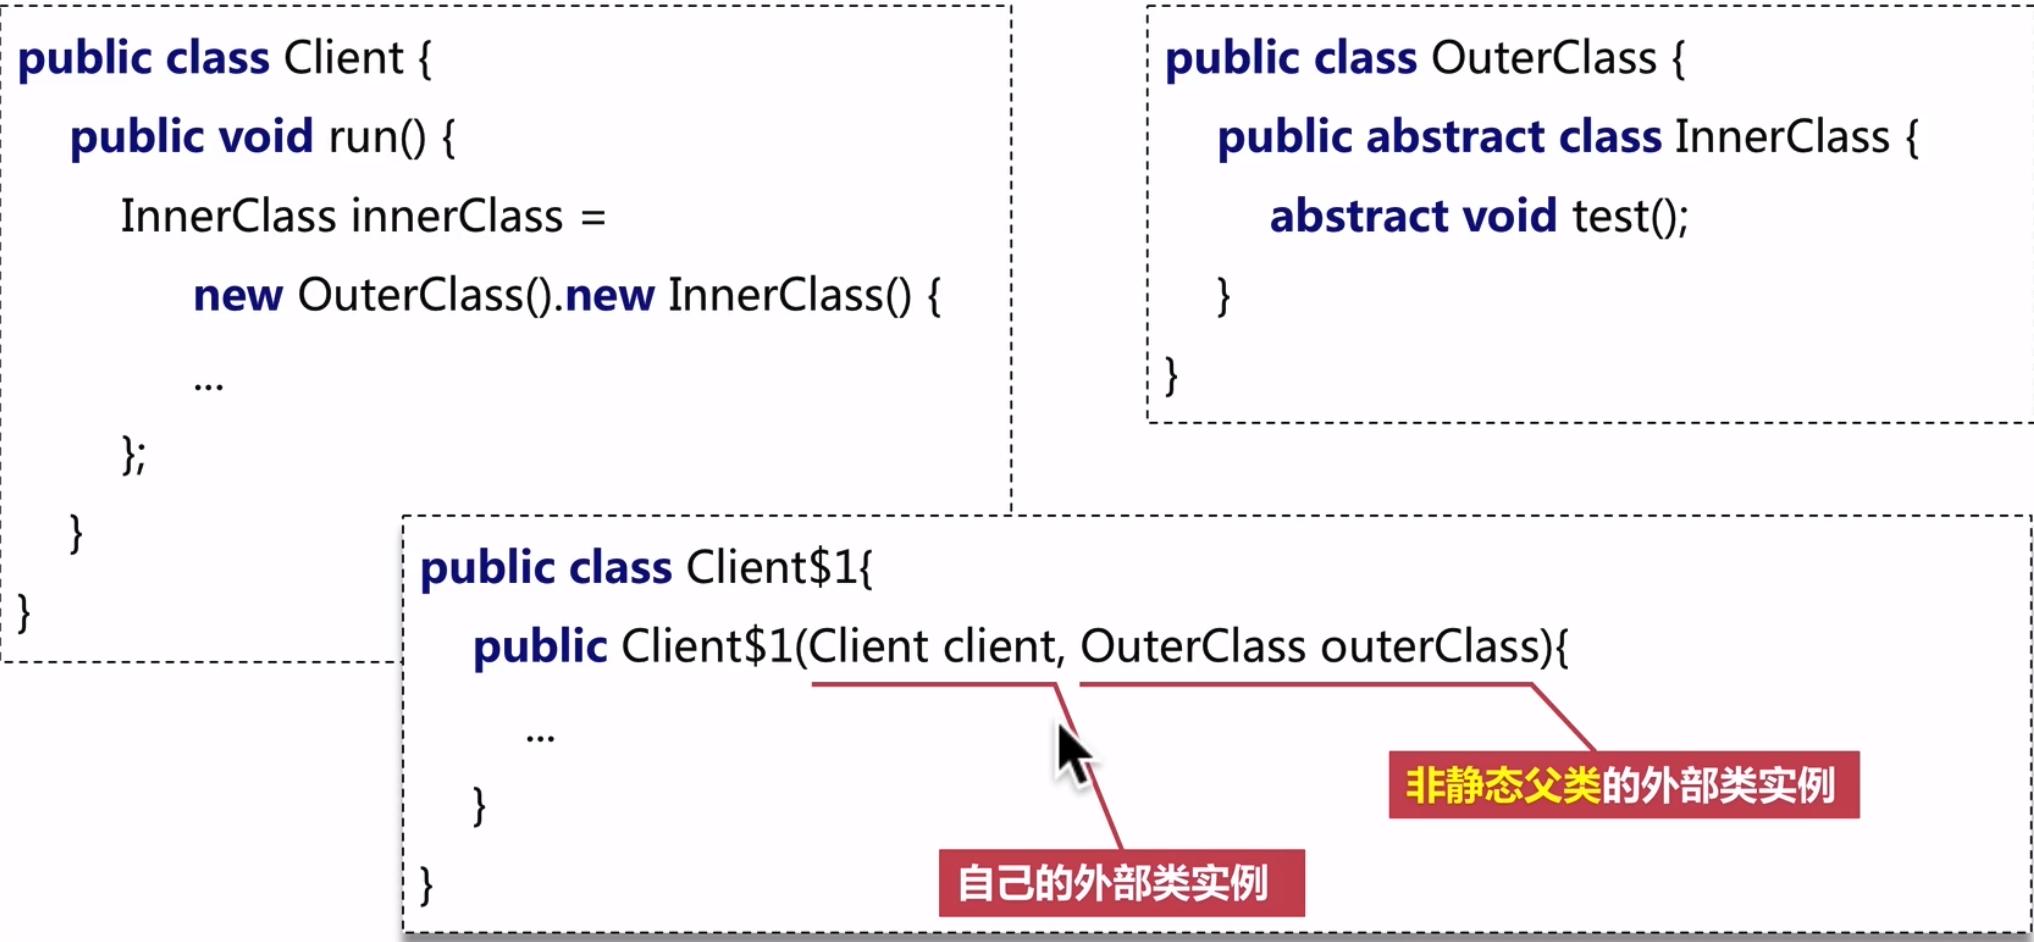 public class Client {
public void run() {
InnerClass innerClass =
new OuterClass().new InnerClass() {
...
};
}
}
public class OuterClass {
public abstract class InnerClass {
abstract void test();
}
}
public class Client$1{
public Client$1(Client client, OuterClass outerClass){
...
}
}
非静态父类的外部类实例
自己的外部类实例